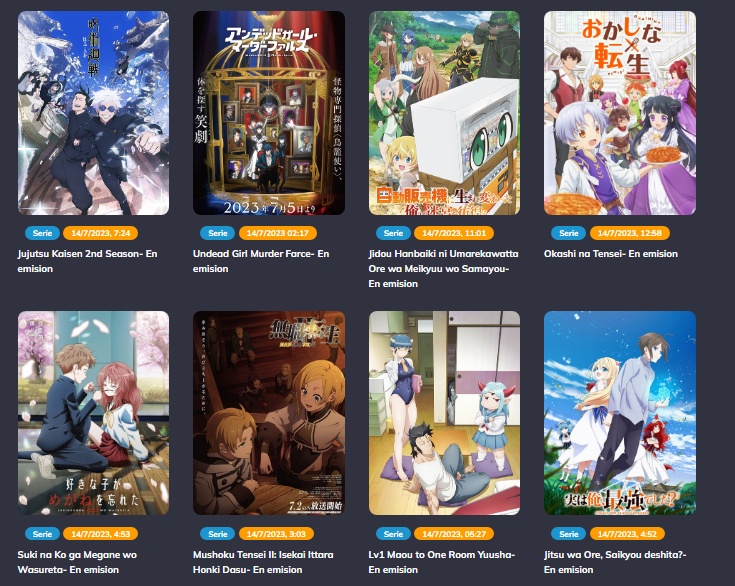 呪術廻戦
アンデッドガール・
マーダーファルス
怪物専門探偵〈鳥籠使い〉、
体を探す笑劇
2023年7月5日より
自動販売機に生まれ変わった
俺は迷宮を彷徨う
OKASHINA
おかしな
転生
Serie 14/7/2023, 7:24
Jujutsu Kaisen 2nd Season- En
emision
Serie 14/7/2023 02:17
Undead Girl Murder Farce- En
emision
Serie 14/7/2023, 11:01
Jidou Hanbaiki ni Umarekawatta
Ore wa Meikyuu wo Samayou-
En emision
Serie 14/7/2023, 12:58
Okashi na Tensei- En emision
好きな子が
めがねを忘れた
無職転生
II
7.2 放送開始
実は俺、最強でした?
Serie 14/7/2023, 4:53
Suki na Ko ga Megane wo
Wasureta- En emision
Serie 14/7/2023, 3:03
Mushoku Tensei II: Isekai Ittara
Honki Dasu- En emision
Serie 14/7/2023, 05:27
Lv1 Maou to One Room Yuusha-
En emision
Serie 14/7/2023, 4:52
Jitsu wa Ore, Saikyou deshita?-
En emision